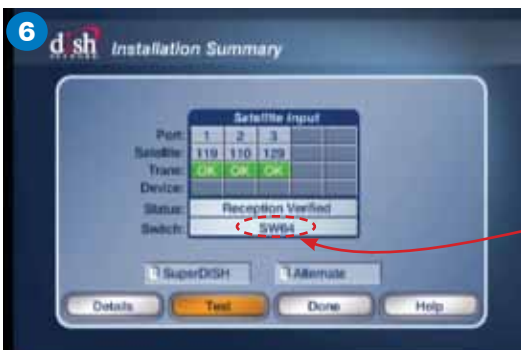 6
dish Installation Summary
NETWORK
Satellite Input
Port: 1 2 3
Satellite: 119 110 129
Trans: OK OK OK
Device:
Status: Reception Verified
Switch: SW64
SuperDISH Alternate
Details Test Done Help